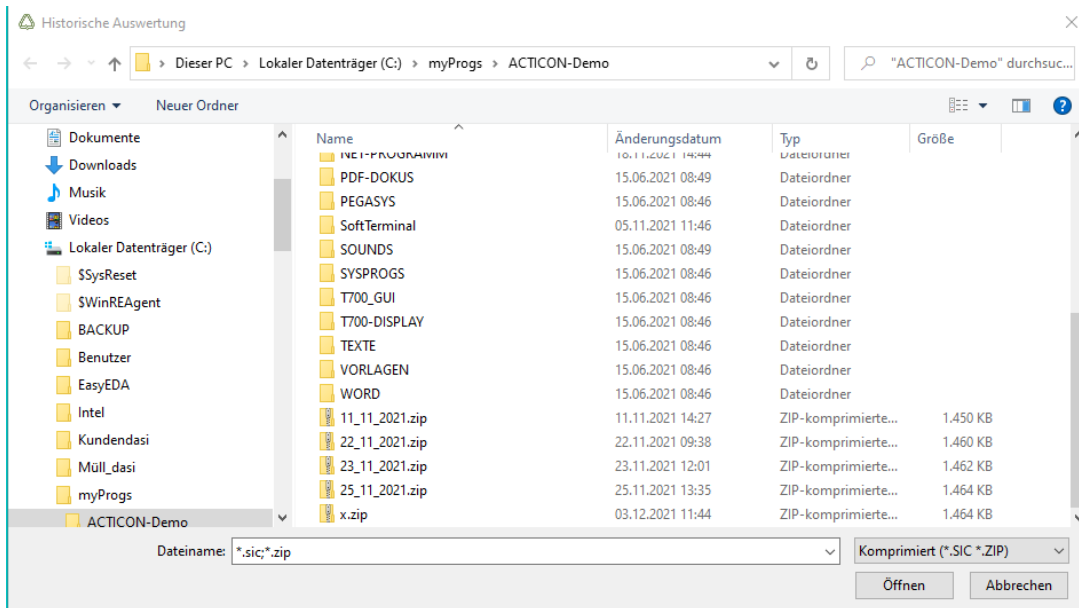 Historische Auswertung
Dieser PC > Lokaler Datenträger (C:) > myProgs > ACTICON-Demo
"ACTICON-Demo" durchsuc...
Organisieren Neuer Ordner
Dokumente
Downloads
Musik
Videos
Lokaler Datenträger (C:)
$SysReset
$WinREAgent
BACKUP
Benutzer
EasyEDA
Intel
Kundendasi
Müll_dasi
myProgs
ACTICON-Demo
Name Änderungsdatum Typ Größe
NET-PROGRAMM 18.11.2021 14:44 Dateiordner
PDF-DOKUS 15.06.2021 08:49 Dateiordner
PEGASYS 15.06.2021 08:46 Dateiordner
SoftTerminal 05.11.2021 11:46 Dateiordner
SOUNDS 15.06.2021 08:49 Dateiordner
SYSPROGS 15.06.2021 08:46 Dateiordner
T700_GUI 15.06.2021 08:46 Dateiordner
T700-DISPLAY 15.06.2021 08:46 Dateiordner
TEXTE 15.06.2021 08:46 Dateiordner
VORLAGEN 15.06.2021 08:46 Dateiordner
WORD 15.06.2021 08:46 Dateiordner
11_11_2021.zip 11.11.2021 14:27 ZIP-komprimierte... 1.450 KB
22_11_2021.zip 22.11.2021 09:38 ZIP-komprimierte... 1.460 KB
23_11_2021.zip 23.11.2021 12:01 ZIP-komprimierte... 1.462 KB
25_11_2021.zip 25.11.2021 13:35 ZIP-komprimierte... 1.464 KB
x.zip 03.12.2021 11:44 ZIP-komprimierte... 1.464 KB
Dateiname: *.sic;*.zip Komprimiert (*.SIC *.ZIP)
Öffnen Abbrechen